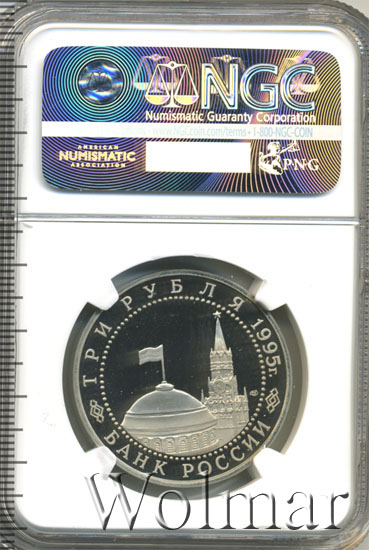 NGC
Numismatic Guaranty Corporation
www.NGCcoin.com/terms • 1-800-NGC-COIN
AMERICAN
NUMISMATIC
ASSOCIATION
PNG
ТРИ РУБЛЯ 1995г.
БАНК РОССИИ
Wolmar